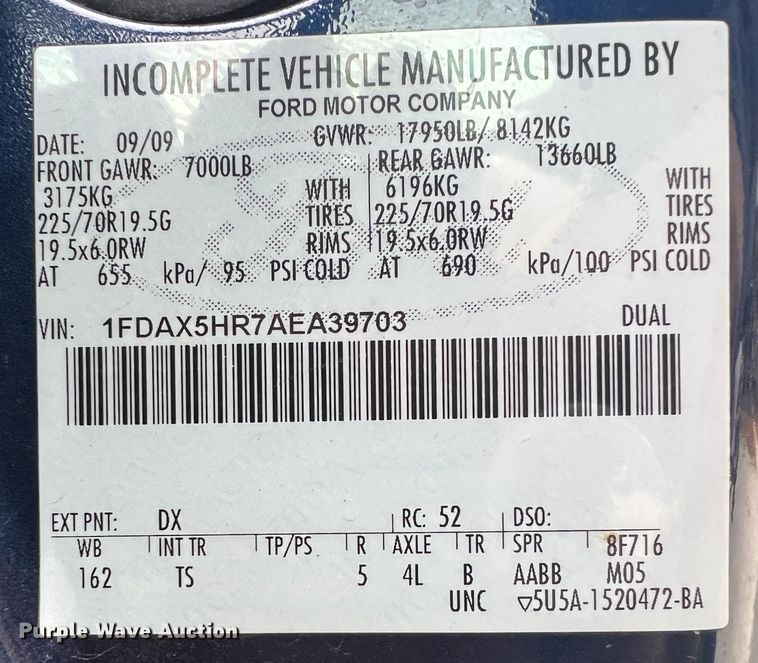 INCOMPLETE VEHICLE MANUFACTURED BY
FORD MOTOR COMPANY
DATE: 09/09 GVWR: 17950LB/ 8142KG
FRONT GAWR: 7000LB REAR GAWR: 13660LB
3175KG WITH 6196KG WITH
225/70R19.5G TIRES 225/70R19.5G TIRES
19.5x6.0RW RIMS 19.5x6.0RW RIMS
AT 655 kPa/ 95 PSI COLD AT 690 kPa/100 PSI COLD
VIN: 1FDAX5HR7AEA39703 DUAL
EXT PNT: DX RC: 52 DSO:
WB INT TR TP/PS R AXLE TR SPR 8F716
162 TS 5 4L B AABB M05
UNC ▽5U5A-1520472-BA
Purple Wave Auction